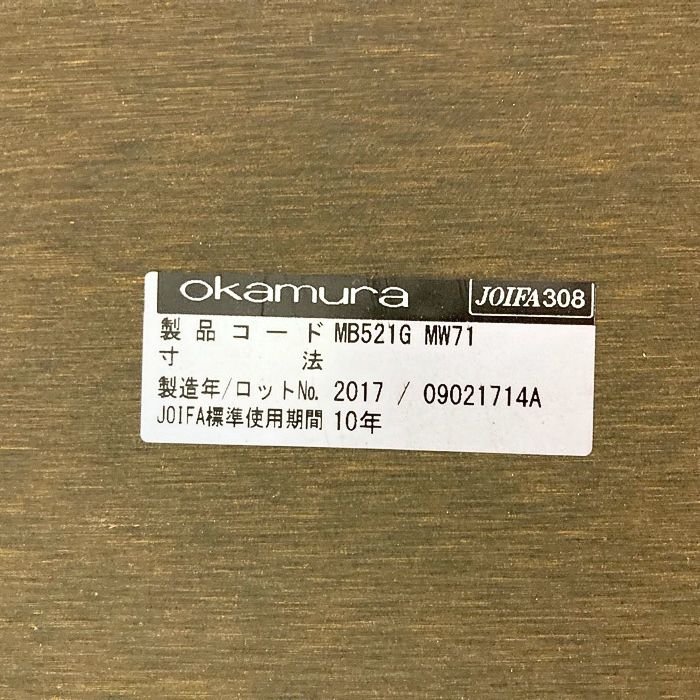 okamura JOIFA308
製品コード MB521G MW71
寸法
製造年/ロットNo. 2017 / 09021714A
JOIFA標準使用期間 10年